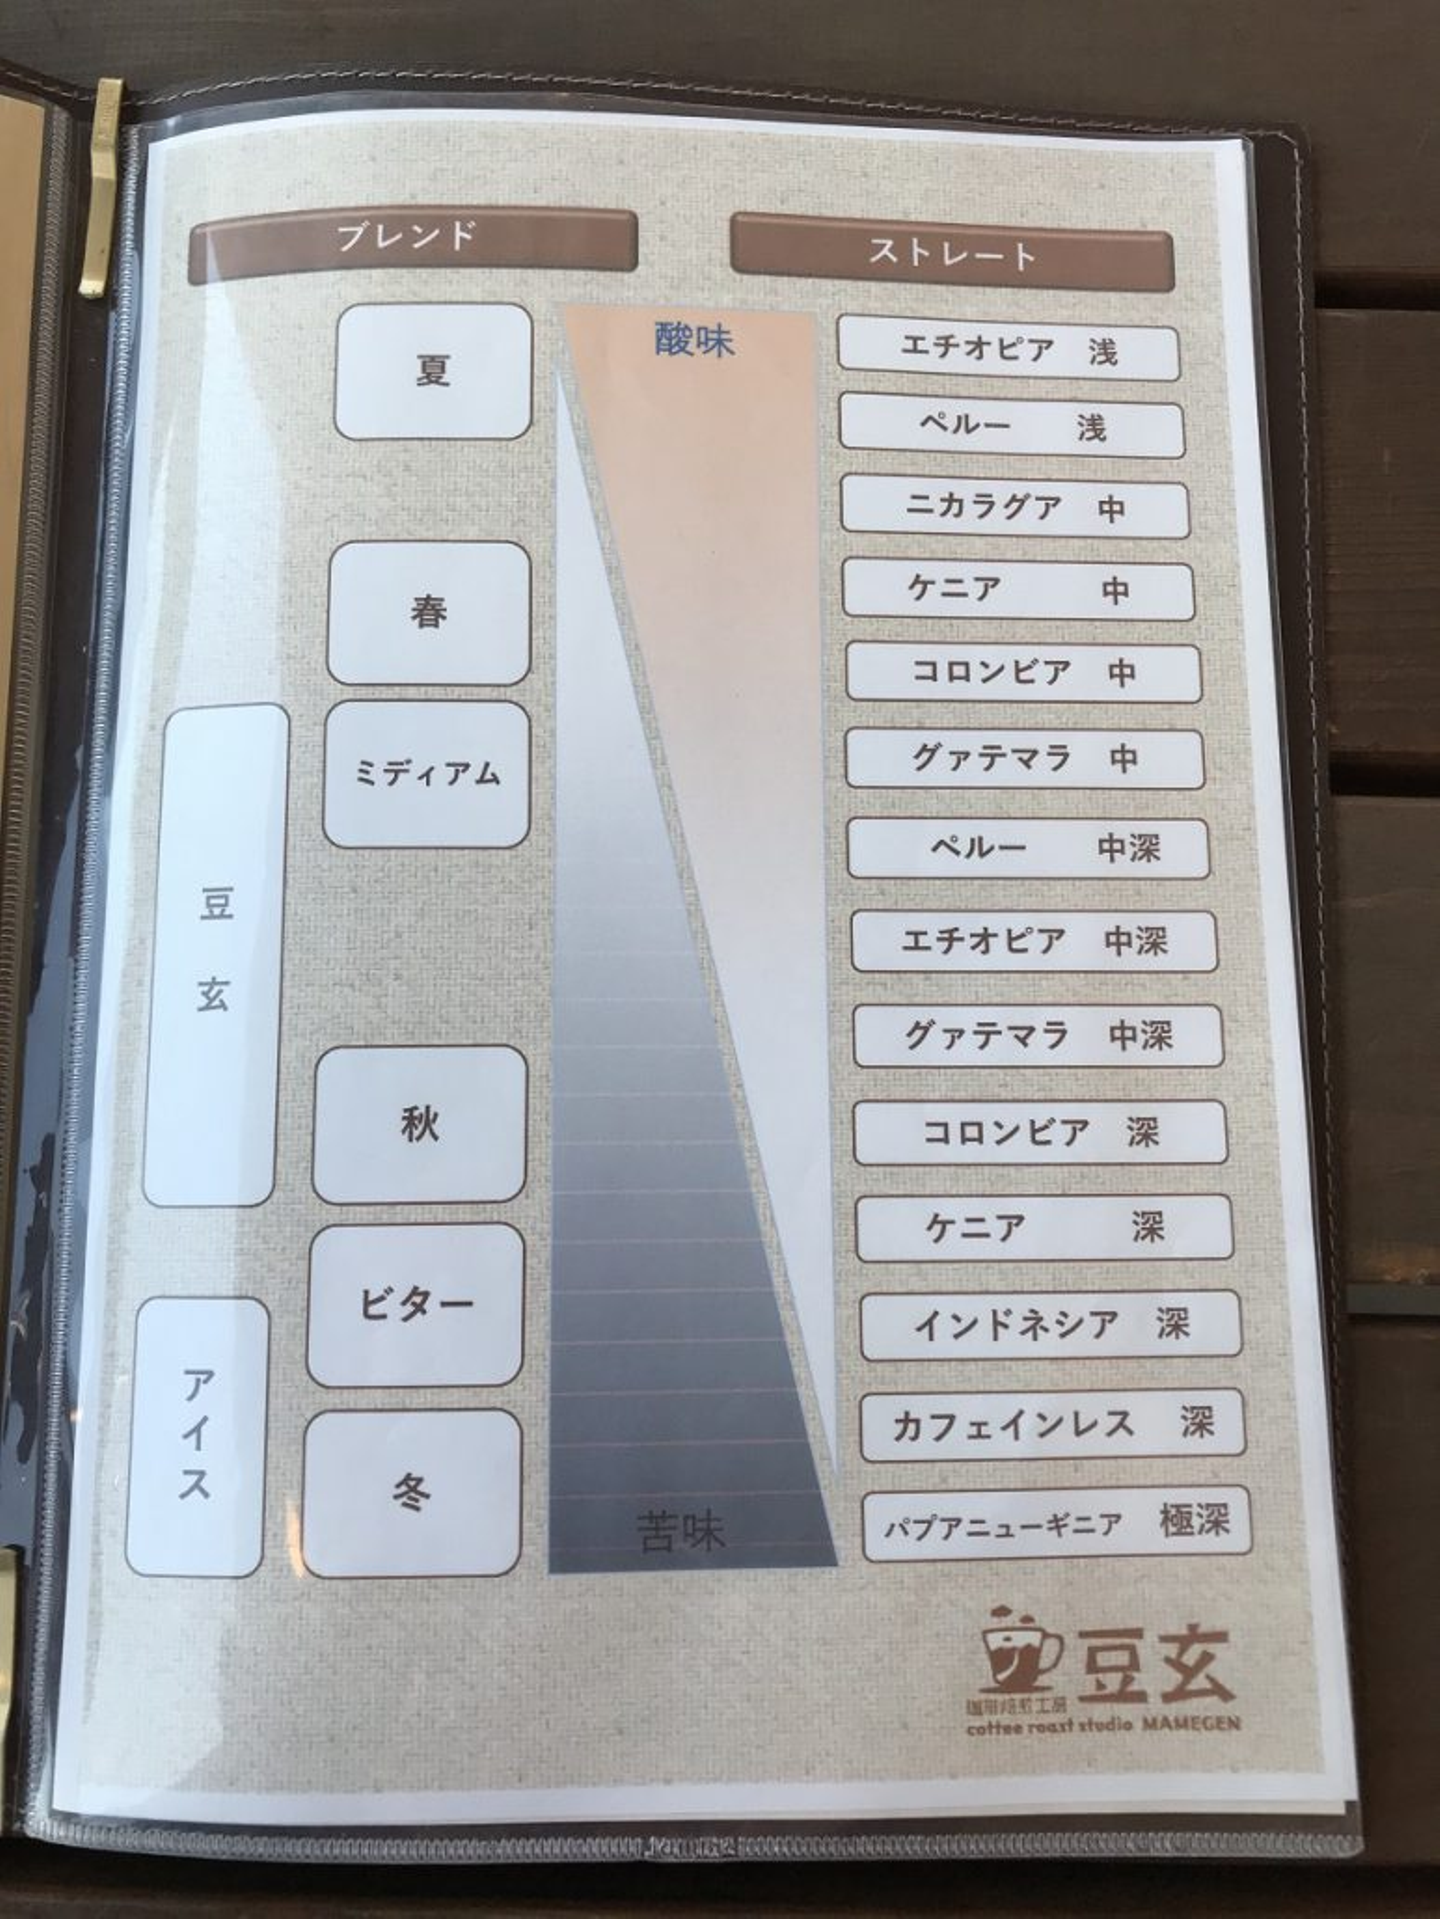 ブレンド
ストレート
夏
春
ミディアム
豆玄
秋
ビター
アイス
冬
酸味
苦味
エチオピア 浅
ペルー 浅
ニカラグア 中
ケニア 中
コロンビア 中
グァテマラ 中
ペルー 中深
エチオピア 中深
グァテマラ 中深
コロンビア 深
ケニア 深
インドネシア 深
カフェインレス 深
パプアニューギニア 極深
豆玄
珈琲焙煎工房
coffee roast studio MAMEGEN